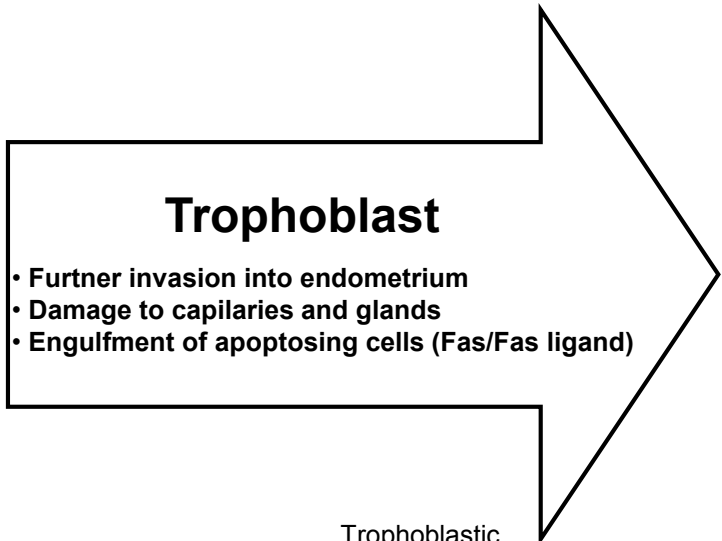 Trophoblast
• Furtner invasion into endometrium
• Damage to capilaries and glands
• Engulfment of apoptosing cells (Fas/Fas ligand)
Trophoblastic